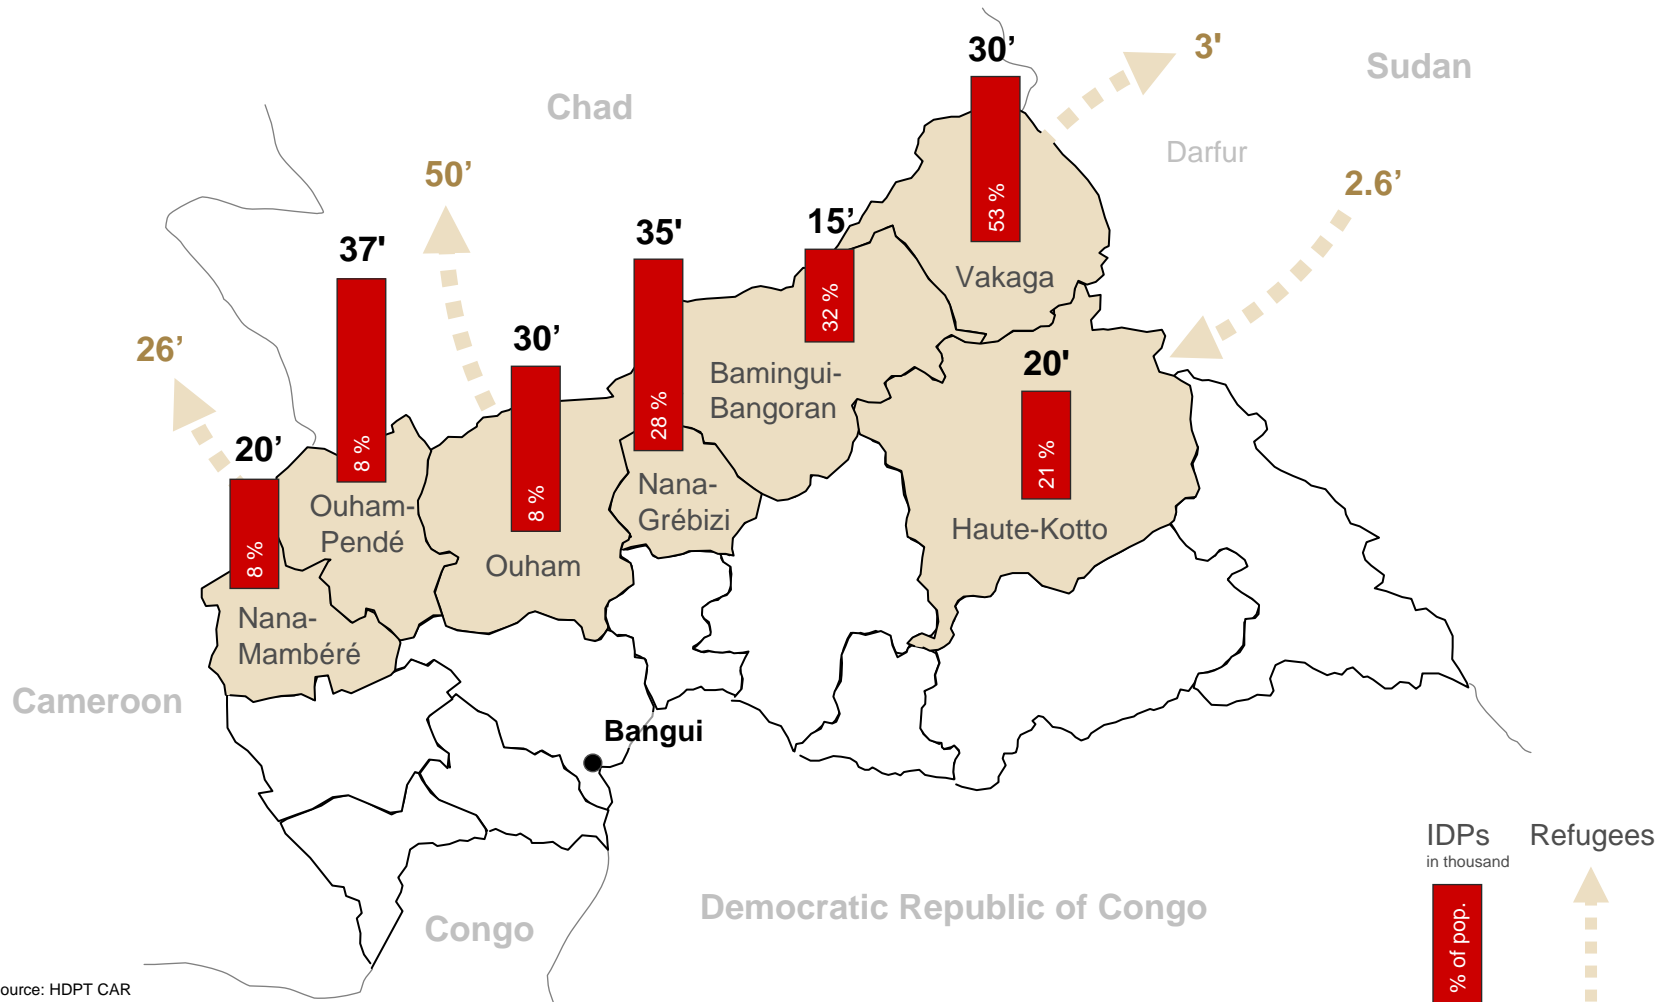 30’
3'
Sudan
Chad
Darfur
50’
2.6’
53 %
15’
35'
37'
Vakaga
32 %
26’
30’
20'
Bamingui-
Bangoran
28 %
20’
8 %
21 %
Nana-
Grébizi
Ouham-
Pendé
8 %
Haute-Kotto
8 %
Ouham
Nana-
Mambéré
Cameroon
Bangui
IDPs
in thousand
Refugees
Democratic Republic of Congo
Congo
% of pop.
ource: HDPT CAR